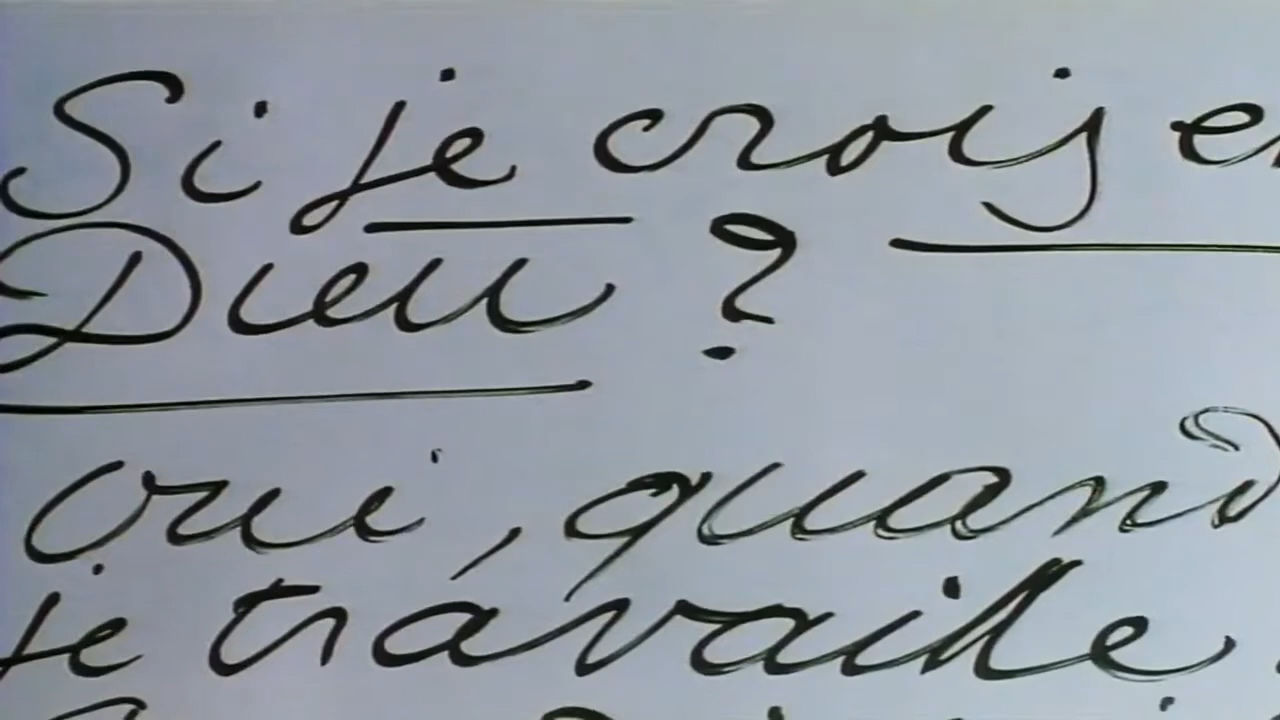 Si je crois en
Dieu ?
Oui, quand
je travaille.